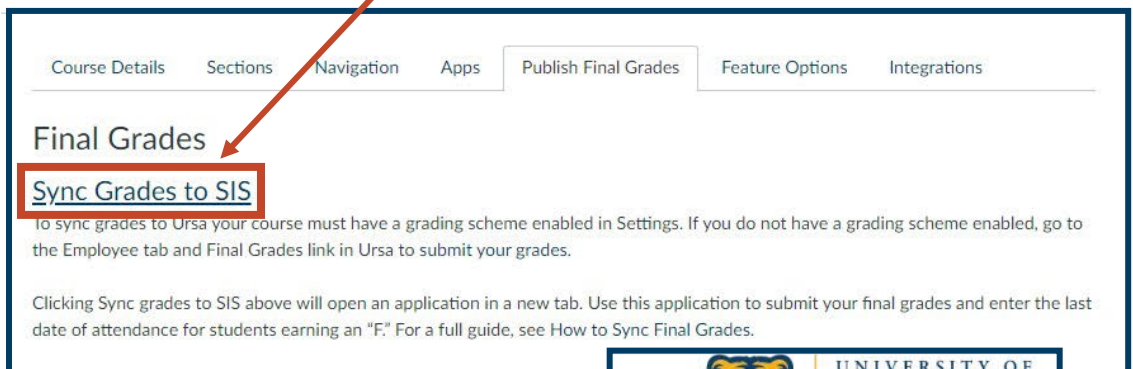 Course Details Sections Navigation Apps Publish Final Grades Feature Options Integrations
Final Grades
Sync Grades to SIS
To sync grades to Ursa your course must have a grading scheme enabled in Settings. If you do not have a grading scheme enabled, go to
the Employee tab and Final Grades link in Ursa to submit your grades.
Clicking Sync grades to SIS above will open an application in a new tab. Use this application to submit your final grades and enter the last
date of attendance for students earning an “F.” For a full guide, see How to Sync Final Grades.
UNIVERSITY OF